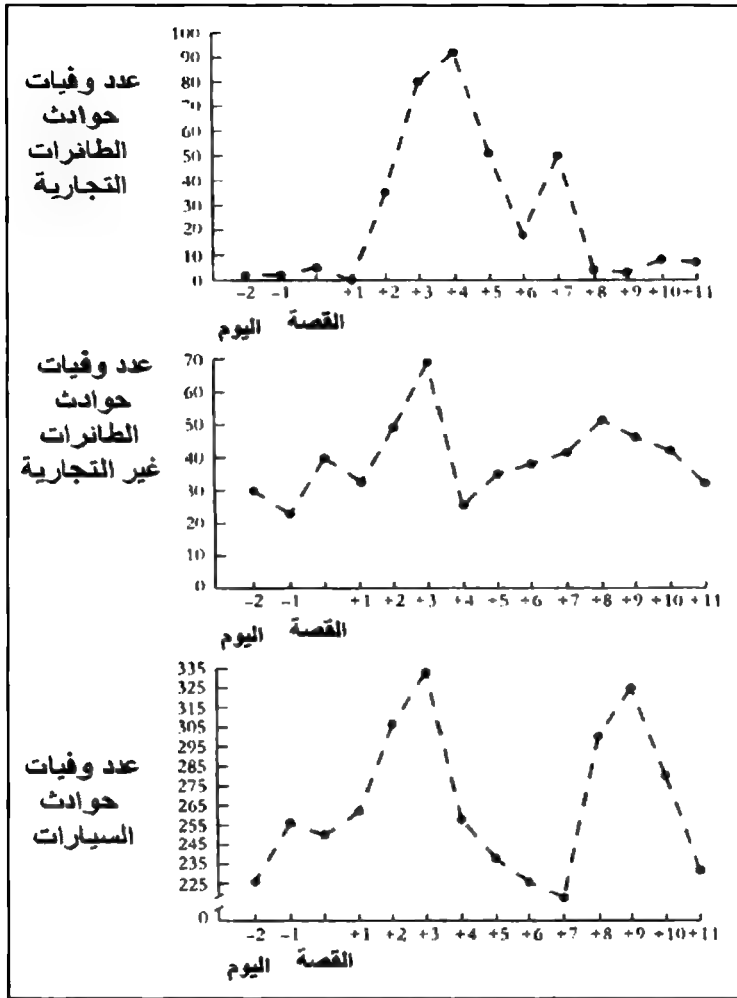 عدد وفيات
حوادث
الطائرات
التجارية
100
90
80
70
60
50
40
30
20
10
0
-2 -1 +1 +2 +3 +4 +5 +6 +7 +8 +9 +10 +11
اليوم القصة
عدد وفيات
حوادث
الطائرات
غير التجارية
70
60
50
40
30
20
10
0
-2 -1 +1 +2 +3 +4 +5 +6 +7 +8 +9 +10 +11
اليوم القصة
عدد وفيات
حوادث
السيارات
335
325
315
305
295
285
275
265
255
245
235
225
0
-2 -1 +1 +2 +3 +4 +5 +6 +7 +8 +9 +10 +11
اليوم القصة